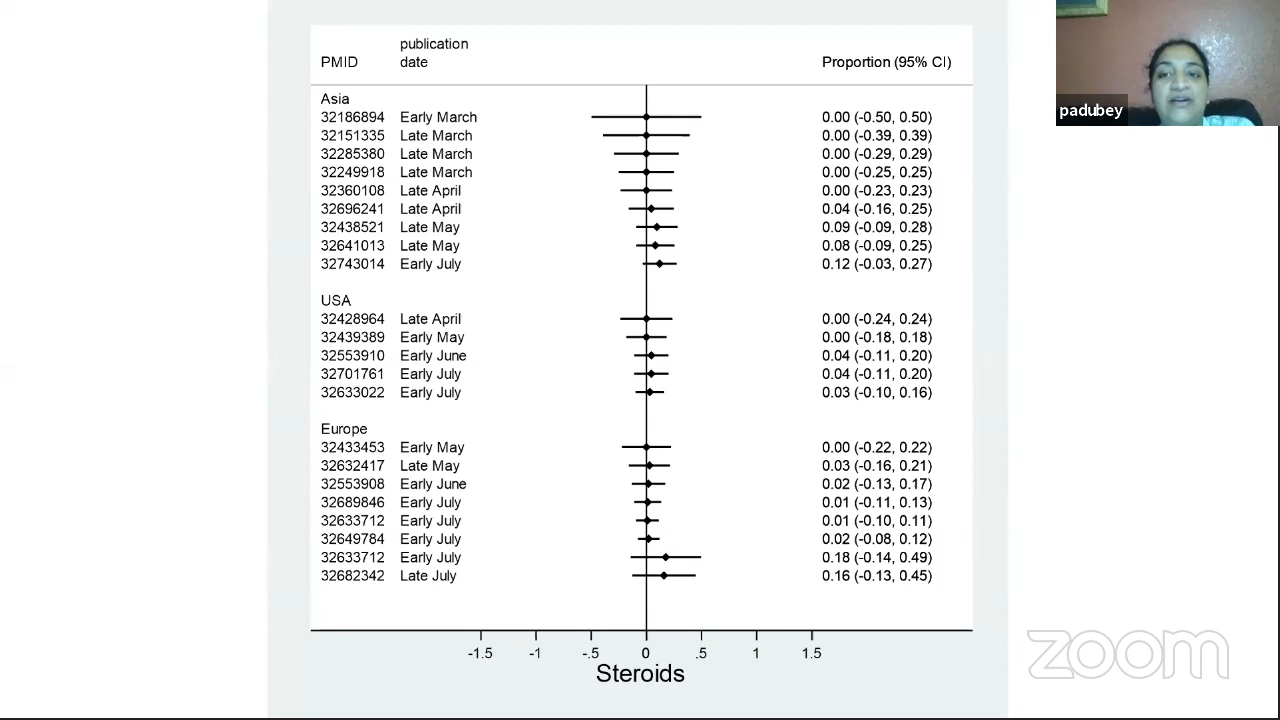 publication
PMID date Proportion (95% CI)
Asia
32186894 Early March 0.00 (-0.50, 0.50)
32151335 Late March 0.00 (-0.39, 0.39)
32285380 Late March 0.00 (-0.29, 0.29)
32249918 Late March 0.00 (-0.25, 0.25)
32360108 Late April 0.00 (-0.23, 0.23)
32696241 Late April 0.04 (-0.16, 0.25)
32438521 Late May 0.09 (-0.09, 0.28)
32641013 Late May 0.08 (-0.09, 0.25)
32743014 Early July 0.12 (-0.03, 0.27)
USA
32428964 Late April 0.00 (-0.24, 0.24)
32439389 Early May 0.00 (-0.18, 0.18)
32553910 Early June 0.04 (-0.11, 0.20)
32701761 Early July 0.04 (-0.11, 0.20)
32633022 Early July 0.03 (-0.10, 0.16)
Europe
32433453 Early May 0.00 (-0.22, 0.22)
32632417 Late May 0.03 (-0.16, 0.21)
32553908 Early June 0.02 (-0.13, 0.17)
32689846 Early July 0.01 (-0.11, 0.13)
32633712 Early July 0.01 (-0.10, 0.11)
32649784 Early July 0.02 (-0.08, 0.12)
32633712 Early July 0.18 (-0.14, 0.49)
32682342 Late July 0.16 (-0.13, 0.45)
-1.5 -1 -.5 0 .5 1 1.5
Steroids
padubey
zoom